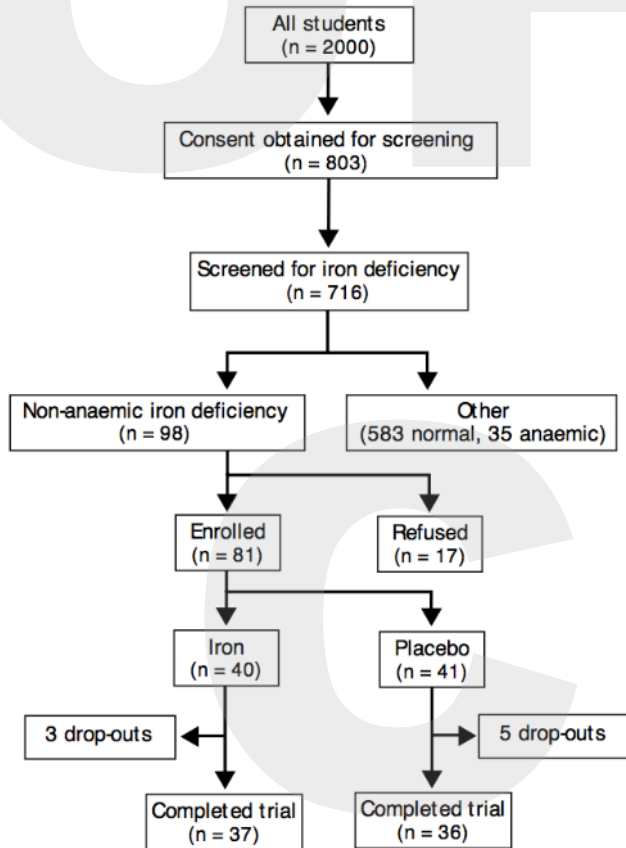 All students
(n = 2000)
Consent obtained for screening
(n = 803)
Screened for iron deficiency
(n = 716)
Non-anaemic iron deficiency
(n = 98)
Other
(583 normal, 35 anaemic)
Enrolled
(n = 81)
Refused
(n = 17)
Iron
(n = 40)
Placebo
(n = 41)
3 drop-outs
5 drop-outs
Completed trial
(n = 37)
Completed trial
(n = 36)